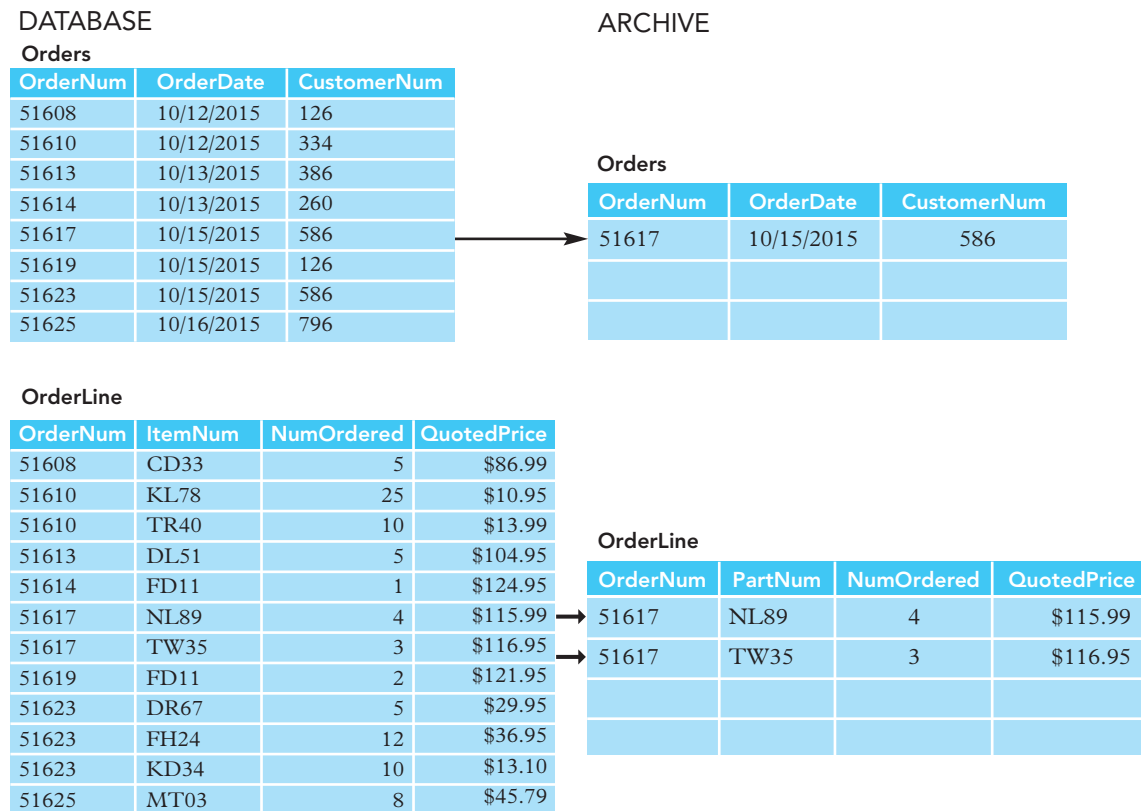 DATABASE
Orders
OrderNum OrderDate CustomerNum
51608 10/12/2015 126
51610 10/12/2015 334
51613 10/13/2015 386
51614 10/13/2015 260
51617 10/15/2015 586
51619 10/15/2015 126
51623 10/15/2015 586
51625 10/16/2015 796
ARCHIVE
Orders
OrderNum OrderDate CustomerNum
51617 10/15/2015 586
OrderLine
OrderNum ItemNum NumOrdered QuotedPrice
51608 CD33 5 $86.99
51610 KL78 25 $10.95
51610 TR40 10 $13.99
51613 DL51 5 $104.95
51614 FD11 1 $124.95
51617 NL89 4 $115.99
51617 TW35 3 $116.95
51619 FD11 2 $121.95
51623 DR67 5 $29.95
51623 FH24 12 $36.95
51623 KD34 10 $13.10
51625 MT03 8 $45.79
OrderLine
OrderNum PartNum NumOrdered QuotedPrice
51617 NL89 4 $115.99
51617 TW35 3 $116.95